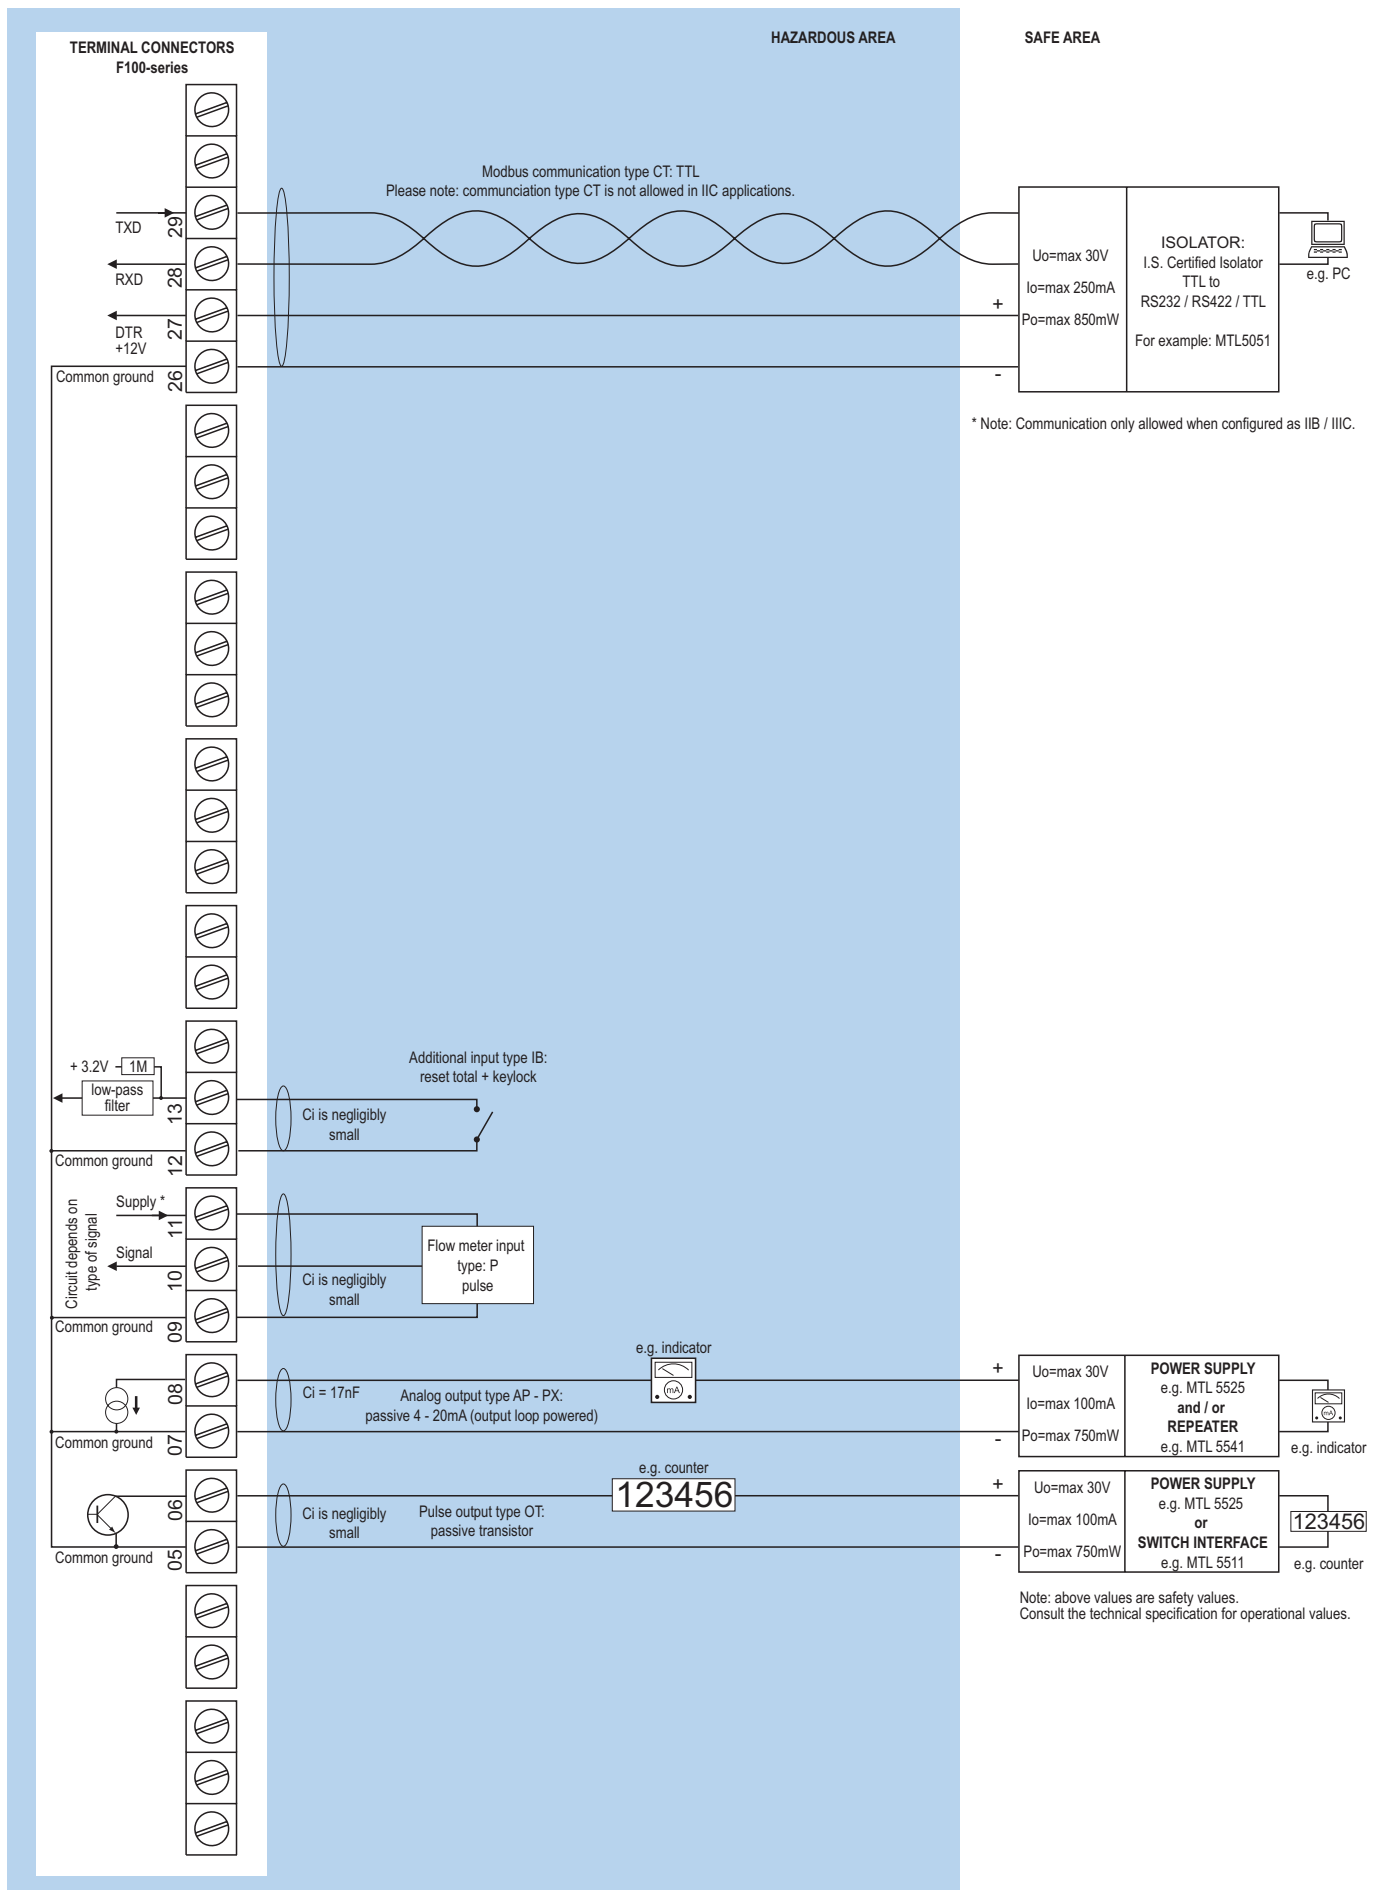 HAZARDOUS AREA
SAFE AREA
TERMINAL CONNECTORS
F100-series
Modbus communication type CT: TTL
Please note: communciation type CT is not allowed in IIC applications.
TXD
29
RXD
28
DTR
+12V
27
Common ground
26
+
-
Uo=max 30V
Io=max 250mA
Po=max 850mW
ISOLATOR:
I.S. Certified Isolator
TTL to
RS232 / RS422 / TTL
For example: MTL5051
e.g. PC
* Note: Communication only allowed when configured as IIB / IIIC.
+ 3.2V
1M
low-pass
filter
13
Common ground
12
Additional input type IB:
reset total + keylock
Ci is negligibly
small
Circuit depends on
type of signal
Supply *
11
Signal
10
Common ground
09
Ci is negligibly
small
Flow meter input
type: P
pulse
08
Common ground
07
Ci = 17nF
Analog output type AP - PX:
passive 4 - 20mA (output loop powered)
e.g. indicator
mA
+
-
Uo=max 30V
Io=max 100mA
Po=max 750mW
POWER SUPPLY
e.g. MTL 5525
and / or
REPEATER
e.g. MTL 5541
mA
e.g. indicator
06
Common ground
05
Ci is negligibly
small
Pulse output type OT:
passive transistor
e.g. counter
123456
+
-
Uo=max 30V
Io=max 100mA
Po=max 750mW
POWER SUPPLY
e.g. MTL 5525
or
SWITCH INTERFACE
e.g. MTL 5511
123456
e.g. counter
Note: above values are safety values.
Consult the technical specification for operational values.